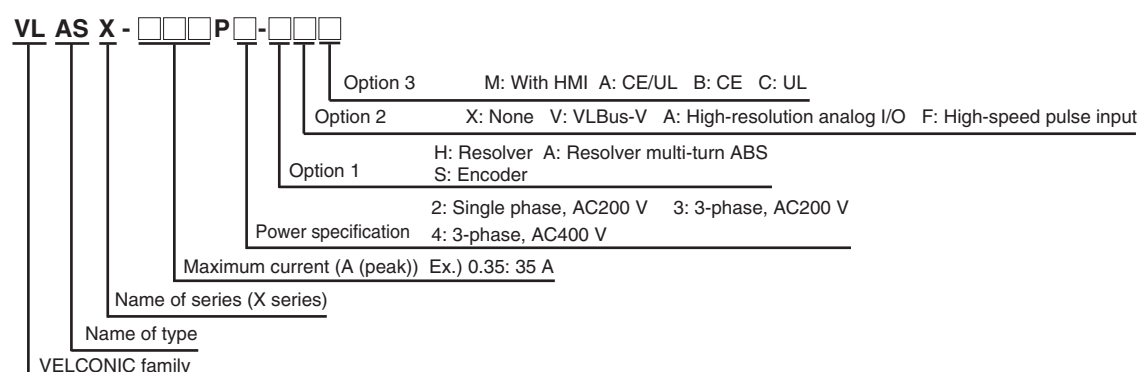 VL AS X - □□□ P □ - □□□
Option 3 M: With HMI A: CE/UL B: CE C: UL
Option 2 X: None V: VLBus-V A: High-resolution analog I/O F: High-speed pulse input
H: Resolver A: Resolver multi-turn ABS
Option 1
S: Encoder
2: Single phase, AC200 V 3: 3-phase, AC200 V
Power specification 4: 3-phase, AC400 V
Maximum current (A (peak)) Ex.) 0.35: 35 A
Name of series (X series)
Name of type
VELCONIC family